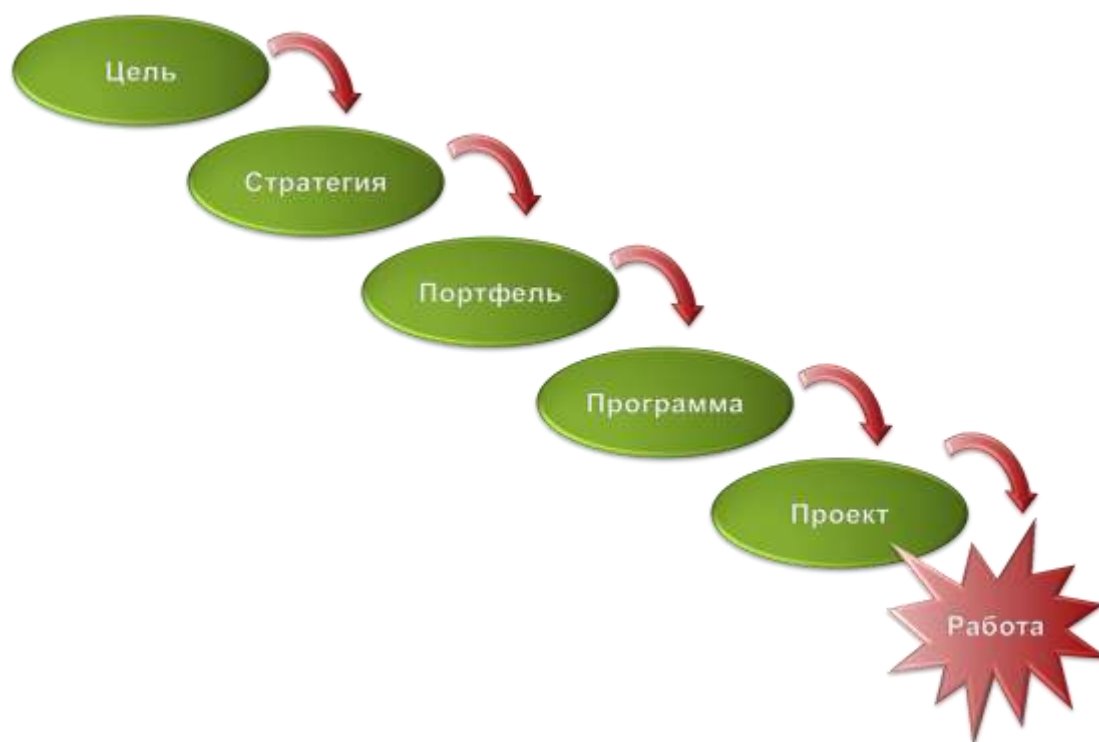 Цель
Стратегия
Портфель
Программа
Проект
Работа